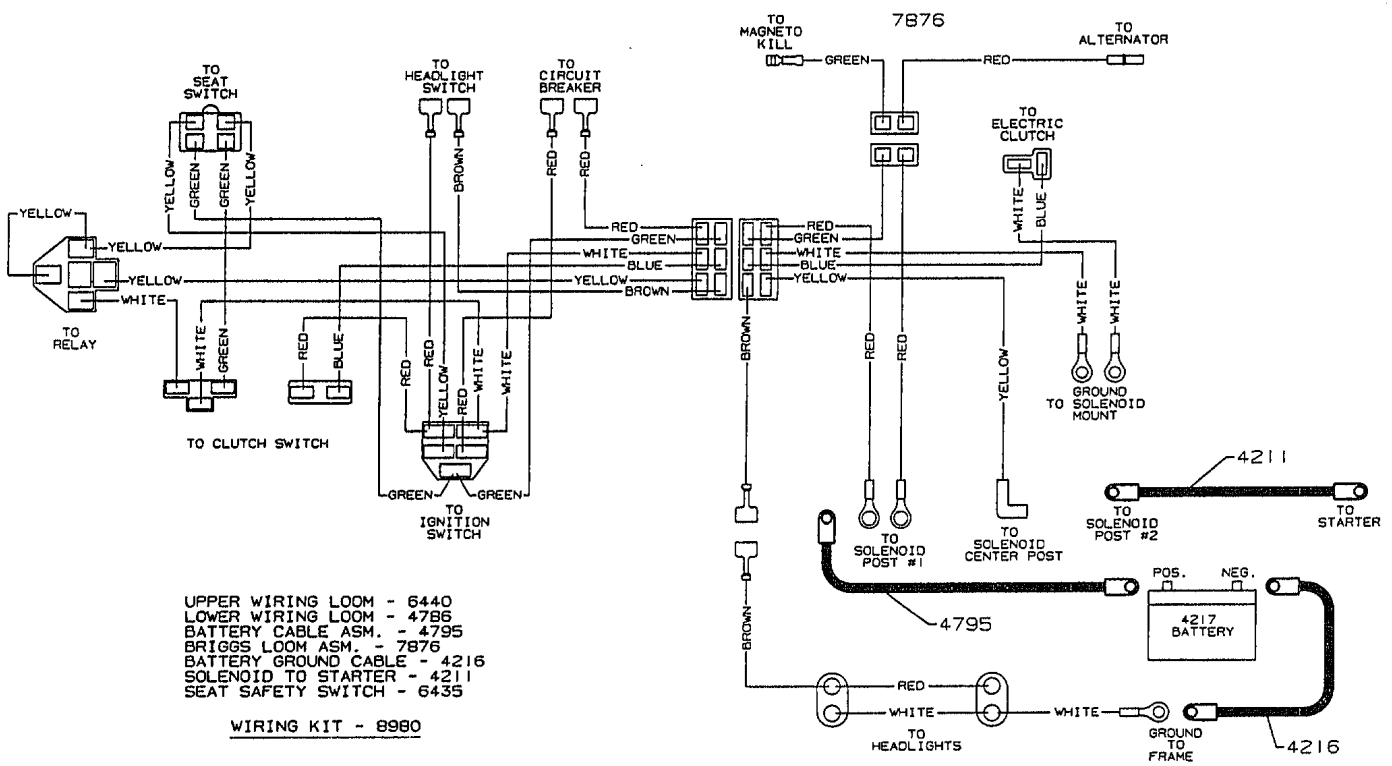 7876
TO
MAGNETO
KILL
GREEN
RED
TO
ALTERNATOR
TO
SEAT
SWITCH
TO
HEADLIGHT
SWITCH
TO
CIRCUIT
BREAKER
TO
ELECTRIC
CLUTCH
YELLOW
GREEN
GREEN
YELLOW
RED
BROWN
RED
RED
WHITE
BLUE
YELLOW
YELLOW
YELLOW
WHITE
TO
RELAY
RED
GREEN
WHITE
BLUE
YELLOW
BROWN
RED
GREEN
WHITE
BLUE
YELLOW
WHITE
GREEN
RED
BLUE
RED
RED
YELLOW
RED
WHITE
WHITE
BROWN
RED
RED
YELLOW
WHITE
WHITE
TO CLUTCH SWITCH
GREEN
GREEN
TO
IGNITION
SWITCH
GROUND
TO SOLENOID
MOUNT
4211
TO
SOLENOID
POST #2
TO
STARTER
TO
SOLENOID
POST #1
TO
SOLENOID
CENTER POST
4795
POS.
NEG.
4217
BATTERY
BROWN
UPPER WIRING LOOM - 6440
LOWER WIRING LOOM - 4786
BATTERY CABLE ASM. - 4795
BRIGGS LOOM ASM. - 7876
BATTERY GROUND CABLE - 4216
SOLENOID TO STARTER - 4211
SEAT SAFETY SWITCH - 6435
WIRING KIT - 8980
RED
WHITE
WHITE
TO
HEADLIGHTS
GROUND
TO
FRAME
4216